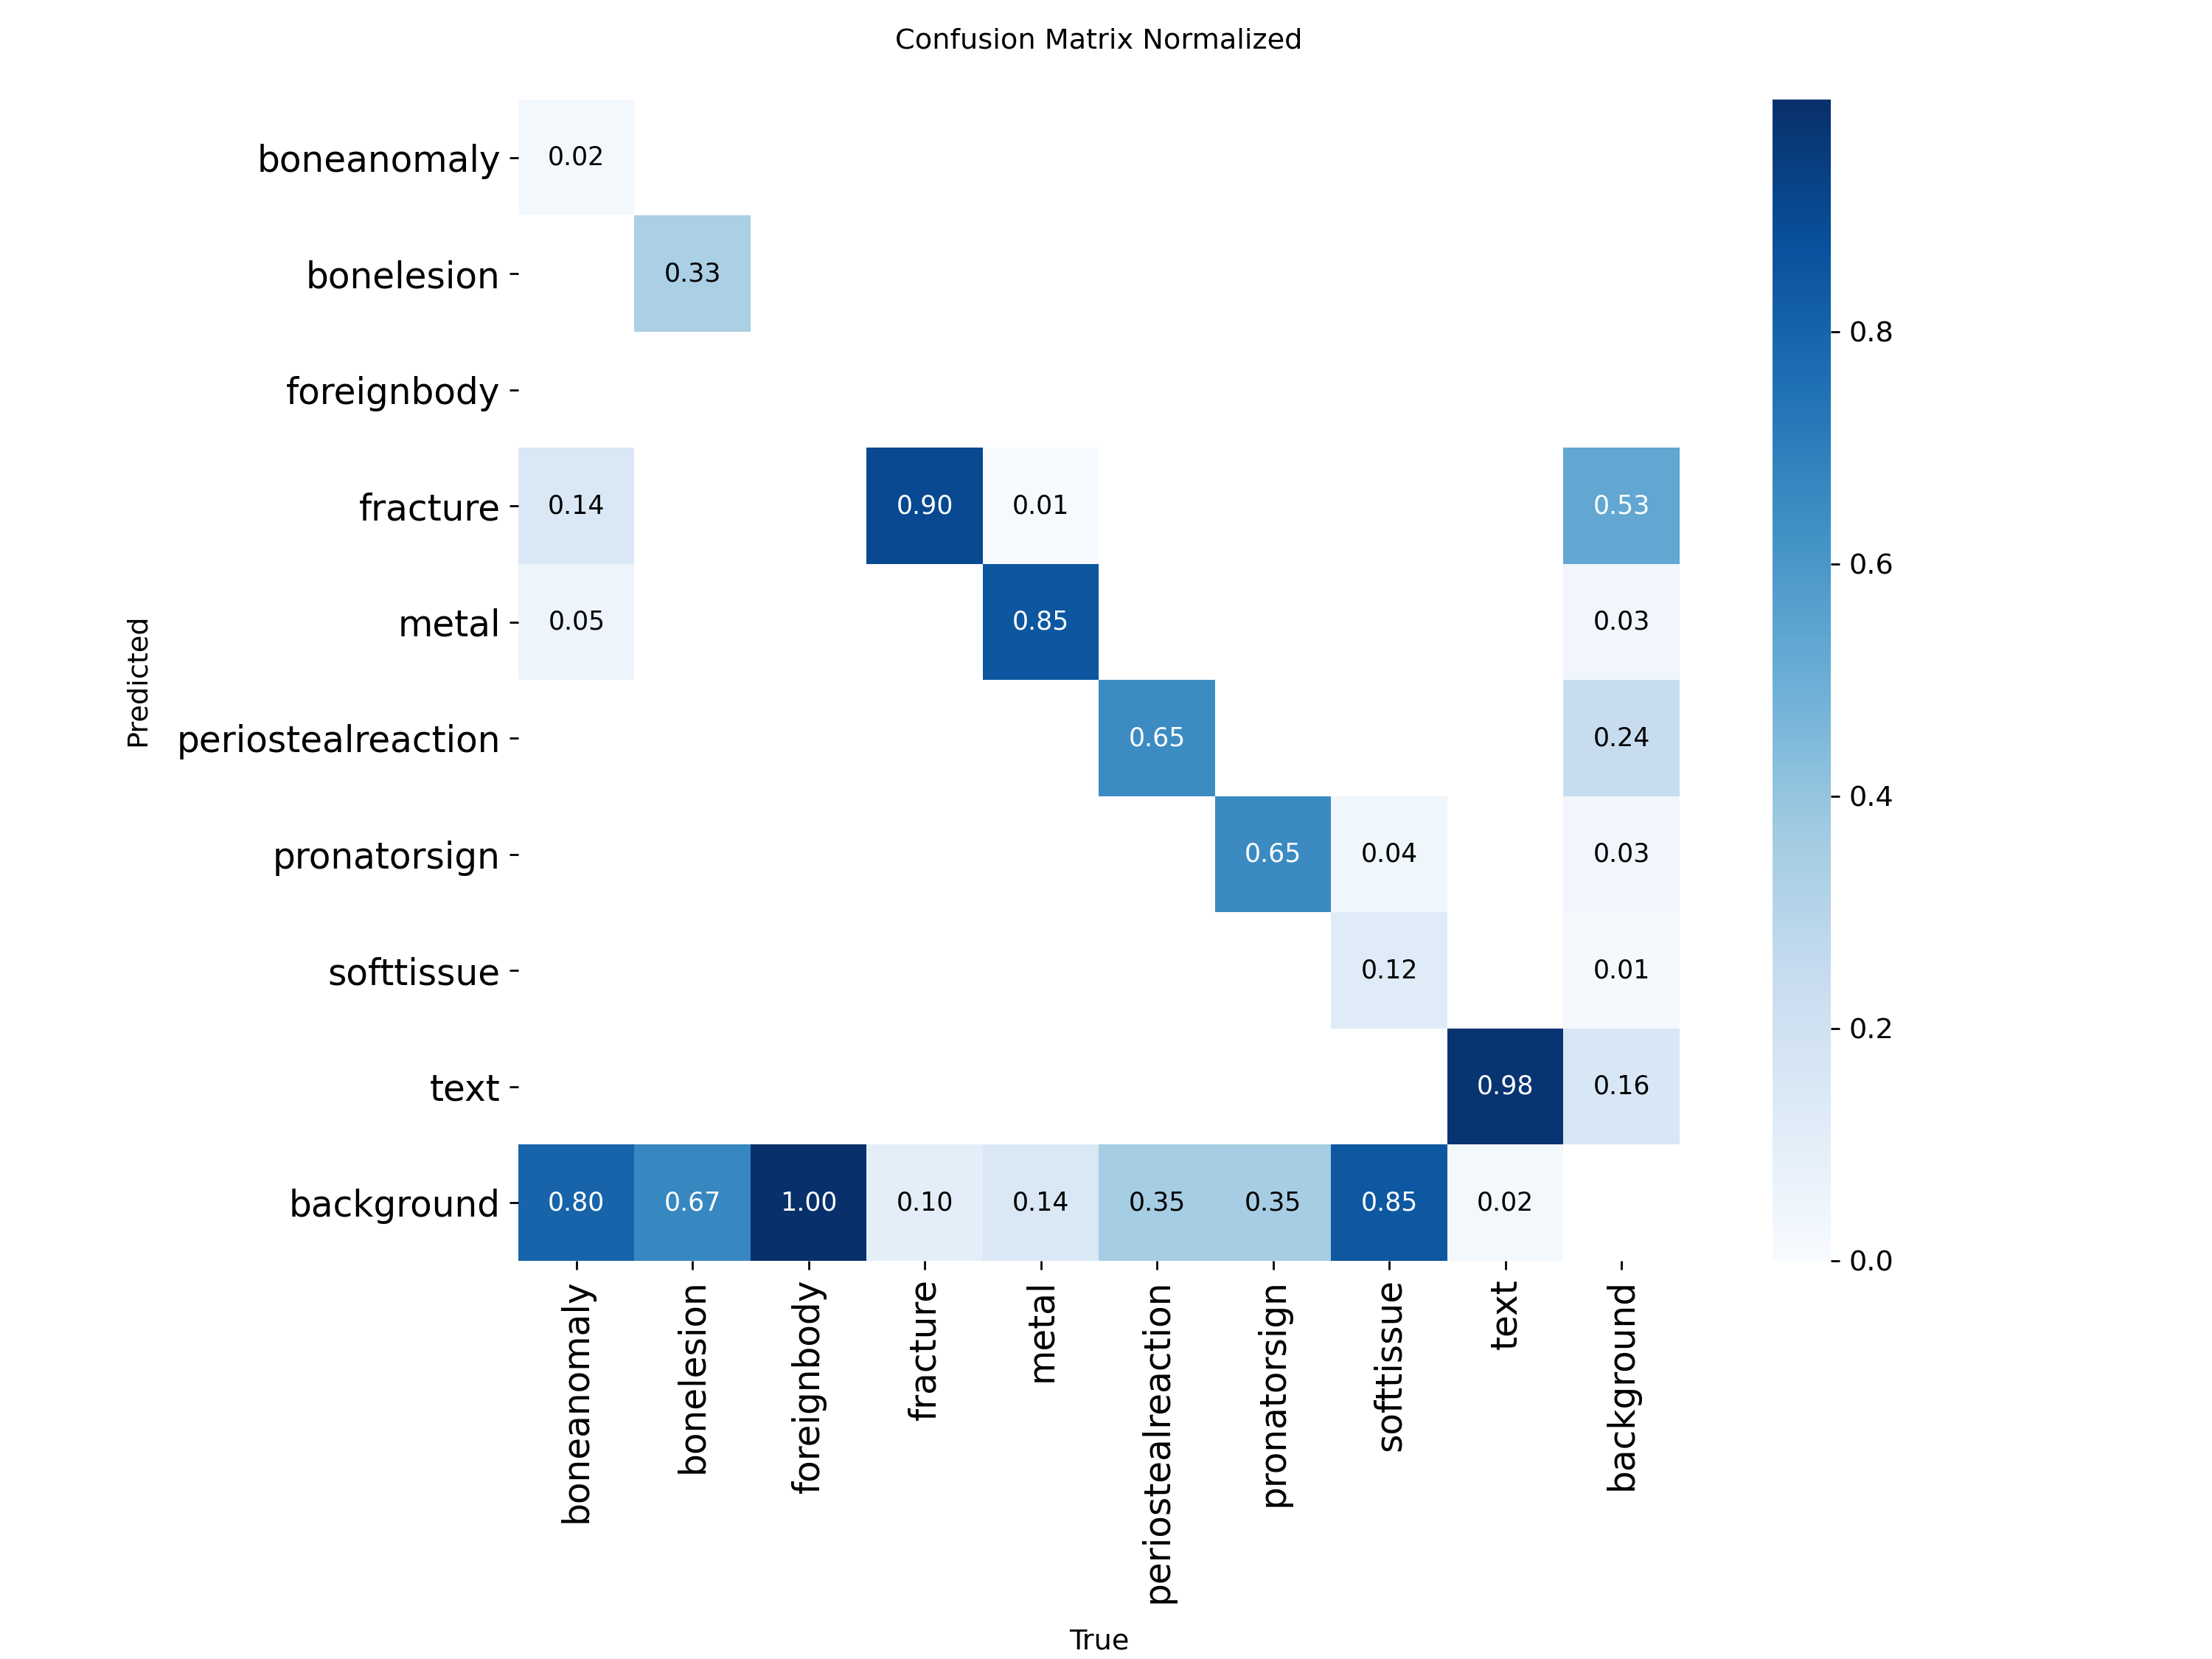 Confusion Matrix Normalized
Predicted
boneanomaly 0.02
bonelesion 0.33
foreignbody
fracture 0.14 0.90 0.01 0.53
metal 0.05 0.85 0.03
periostealreaction 0.65 0.24
pronatorsign 0.65 0.04 0.03
softtissue 0.12 0.01
text 0.98 0.16
background 0.80 0.67 1.00 0.10 0.14 0.35 0.35 0.85 0.02
boneanomaly bonelesion foreignbody fracture metal periostealreaction pronatorsign softtissue text background
True
0.8
0.6
0.4
0.2
0.0